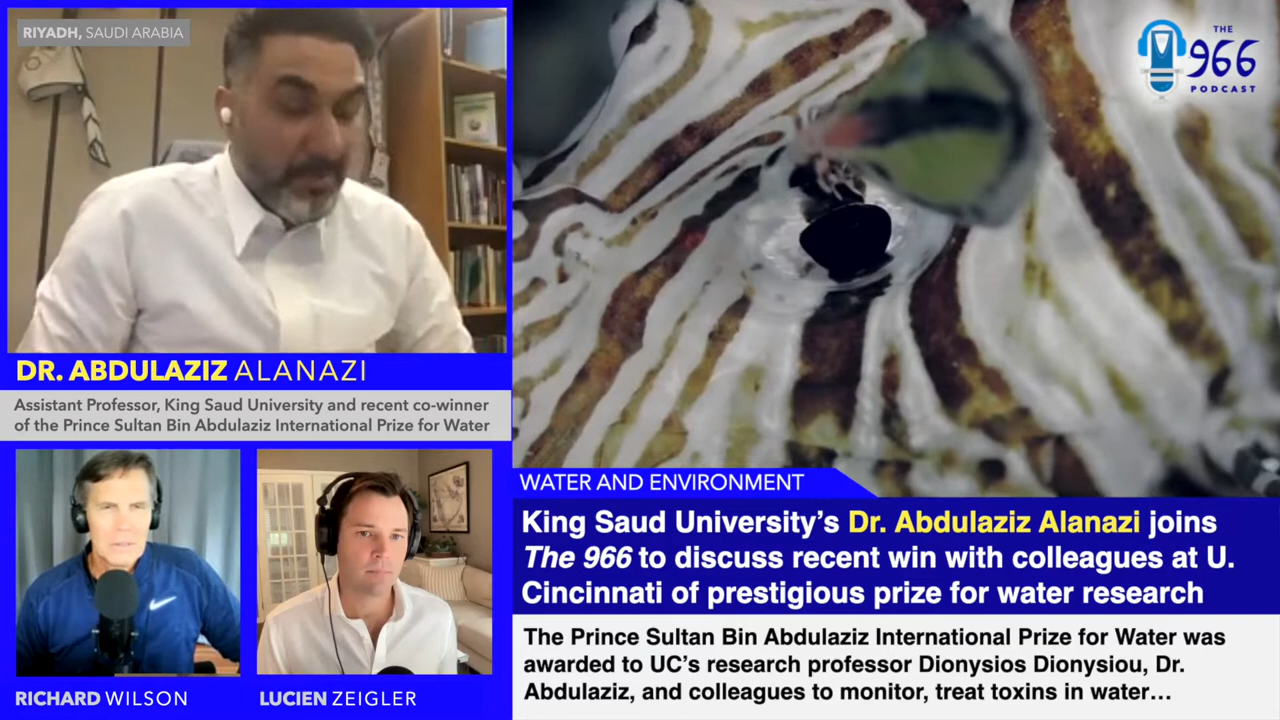 RIYADH, SAUDI ARABIA
THE
966
PODCAST
DR. ABDULAZIZ ALANAZI
Assistant Professor, King Saud University and recent co-winner
of the Prince Sultan Bin Abdulaziz International Prize for Water
RICHARD WILSON
LUCIEN ZEIGLER
WATER AND ENVIRONMENT
King Saud University’s Dr. Abdulaziz Alanazi joins
The 966 to discuss recent win with colleagues at U.
Cincinnati of prestigious prize for water research
The Prince Sultan Bin Abdulaziz International Prize for Water was
awarded to UC’s research professor Dionysios Dionysiou, Dr.
Abdulaziz, and colleagues to monitor, treat toxins in water…